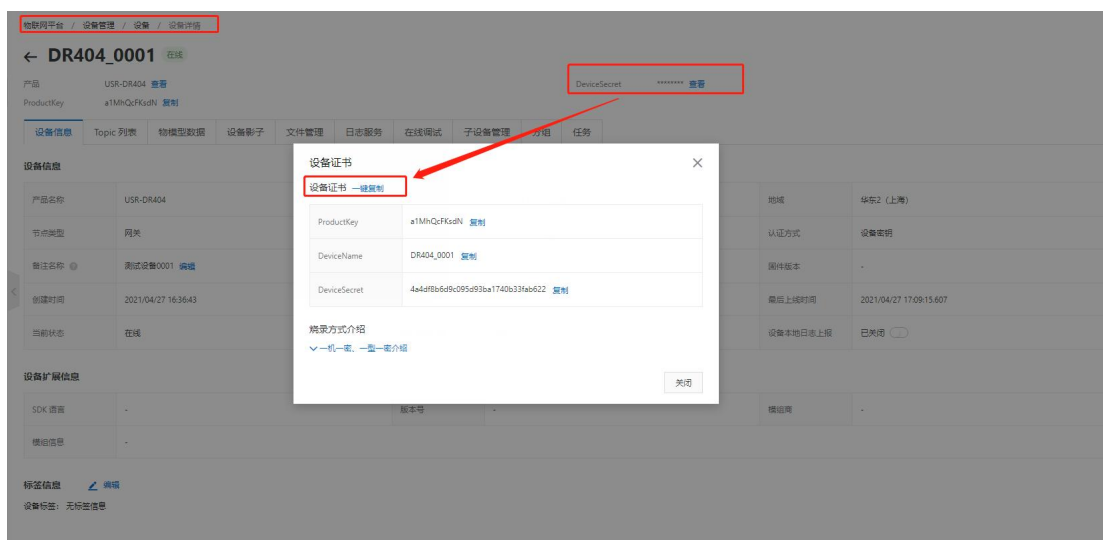 物联网平台 / 设备管理 / 设备 / 设备详情
← DR404_0001 在线
产品 USR-DR404 查看 DeviceSecret ******** 查看
ProductKey a1MhQcFKsdN 复制
设备信息 Topic 列表 物模型数据 设备影子 文件管理 日志服务 在线调试 子设备管理 分组 任务
设备信息
产品名称 USR-DR404 地域 华东2（上海）
节点类型 网关 认证方式 设备密钥
备注名称 测试设备0001 编辑 固件版本 -
创建时间 2021/04/27 16:36:43 最后上线时间 2021/04/27 17:09:15.607
当前状态 在线 设备本地日志上报 已关闭
设备证书
设备证书 一键复制
ProductKey a1MhQcFKsdN 复制
DeviceName DR404_0001 复制
DeviceSecret 4a4df8b6d9c095d93ba1740b33fab622 复制
烧录方式介绍
一机一密、一型一密介绍
关闭
设备扩展信息
SDK 语言 - 版本号 - 模组商 -
模组信息 -
标签信息 编辑
设备标签：无标签信息